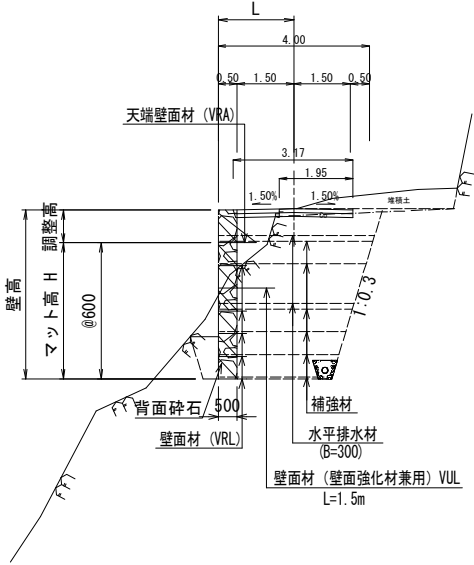 L
4.00
0.50 1.50 1.50 0.50
天端壁面材 (VRA)
3.17
1.95
1.50% 1.50%
堆積土
調整高
壁高
マット高 H
@600
1:0.3
背面砕石
500
補強材
壁面材 (VRL)
水平排水材
(B=300)
壁面材 (壁面強化材兼用) VUL
L=1.5m